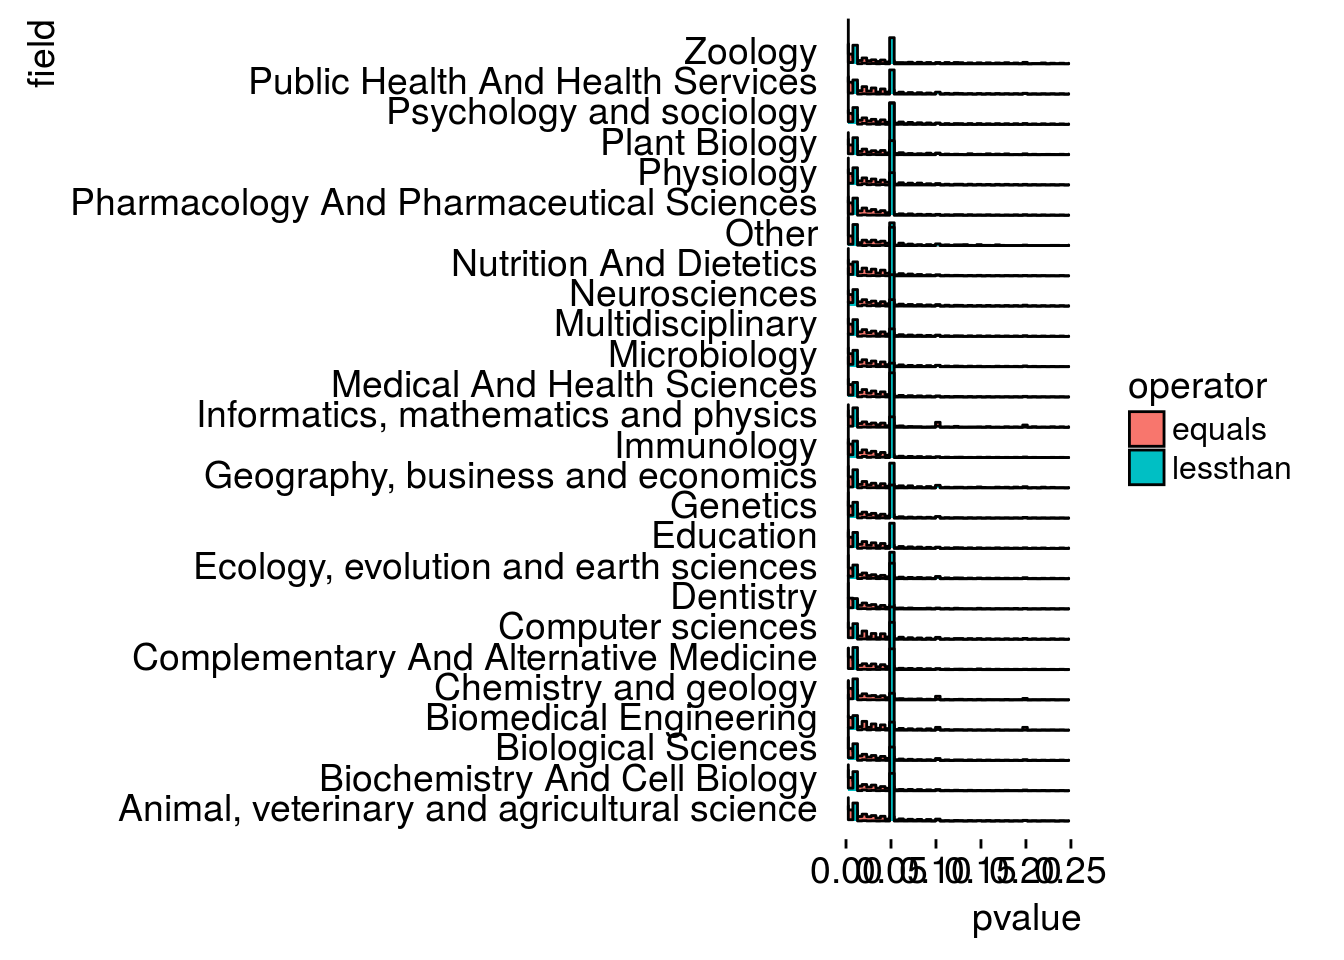 field
Zoology
Public Health And Health Services
Psychology and sociology
Plant Biology
Physiology
Pharmacology And Pharmaceutical Sciences
Other
Nutrition And Dietetics
Neurosciences
Multidisciplinary
Microbiology
Medical And Health Sciences
Informatics, mathematics and physics
Immunology
Geography, business and economics
Genetics
Education
Ecology, evolution and earth sciences
Dentistry
Computer sciences
Complementary And Alternative Medicine
Chemistry and geology
Biomedical Engineering
Biological Sciences
Biochemistry And Cell Biology
Animal, veterinary and agricultural science
0.00 0.05 0.10 0.15 0.20 0.25
pvalue
operator
equals
lessthan